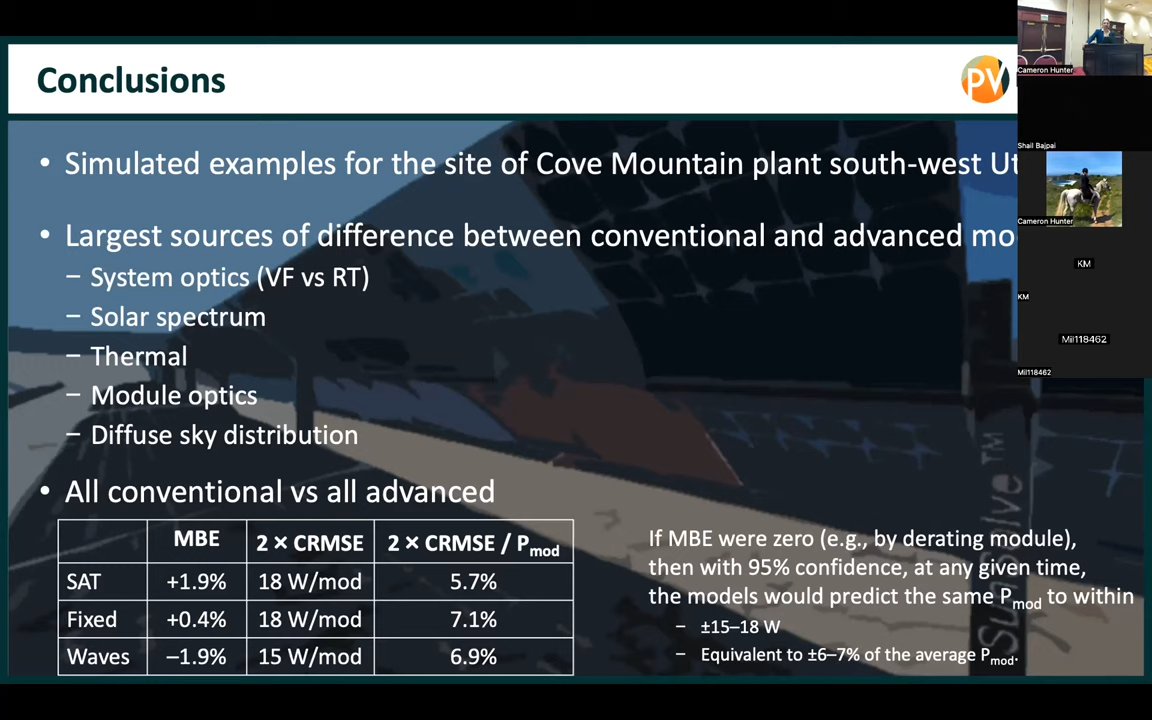 Conclusions
PV
Cameron Hunter
Shail Bajpai
Cameron Hunter
KM
KM
Mil118462
Mil118462
• Simulated examples for the site of Cove Mountain plant south-west
• Largest sources of difference between conventional and advanced
– System optics (VF vs RT)
– Solar spectrum
– Thermal
– Module optics
– Diffuse sky distribution
• All conventional vs all advanced
MBE 2 × CRMSE 2 × CRMSE / Pmod
SAT +1.9% 18 W/mod 5.7%
Fixed +0.4% 18 W/mod 7.1%
Waves –1.9% 15 W/mod 6.9%
If MBE were zero (e.g., by derating module),
then with 95% confidence, at any given time,
the models would predict the same Pmod to within
– ±15–18 W
– Equivalent to ±6–7% of the average Pmod.
SunSolve™